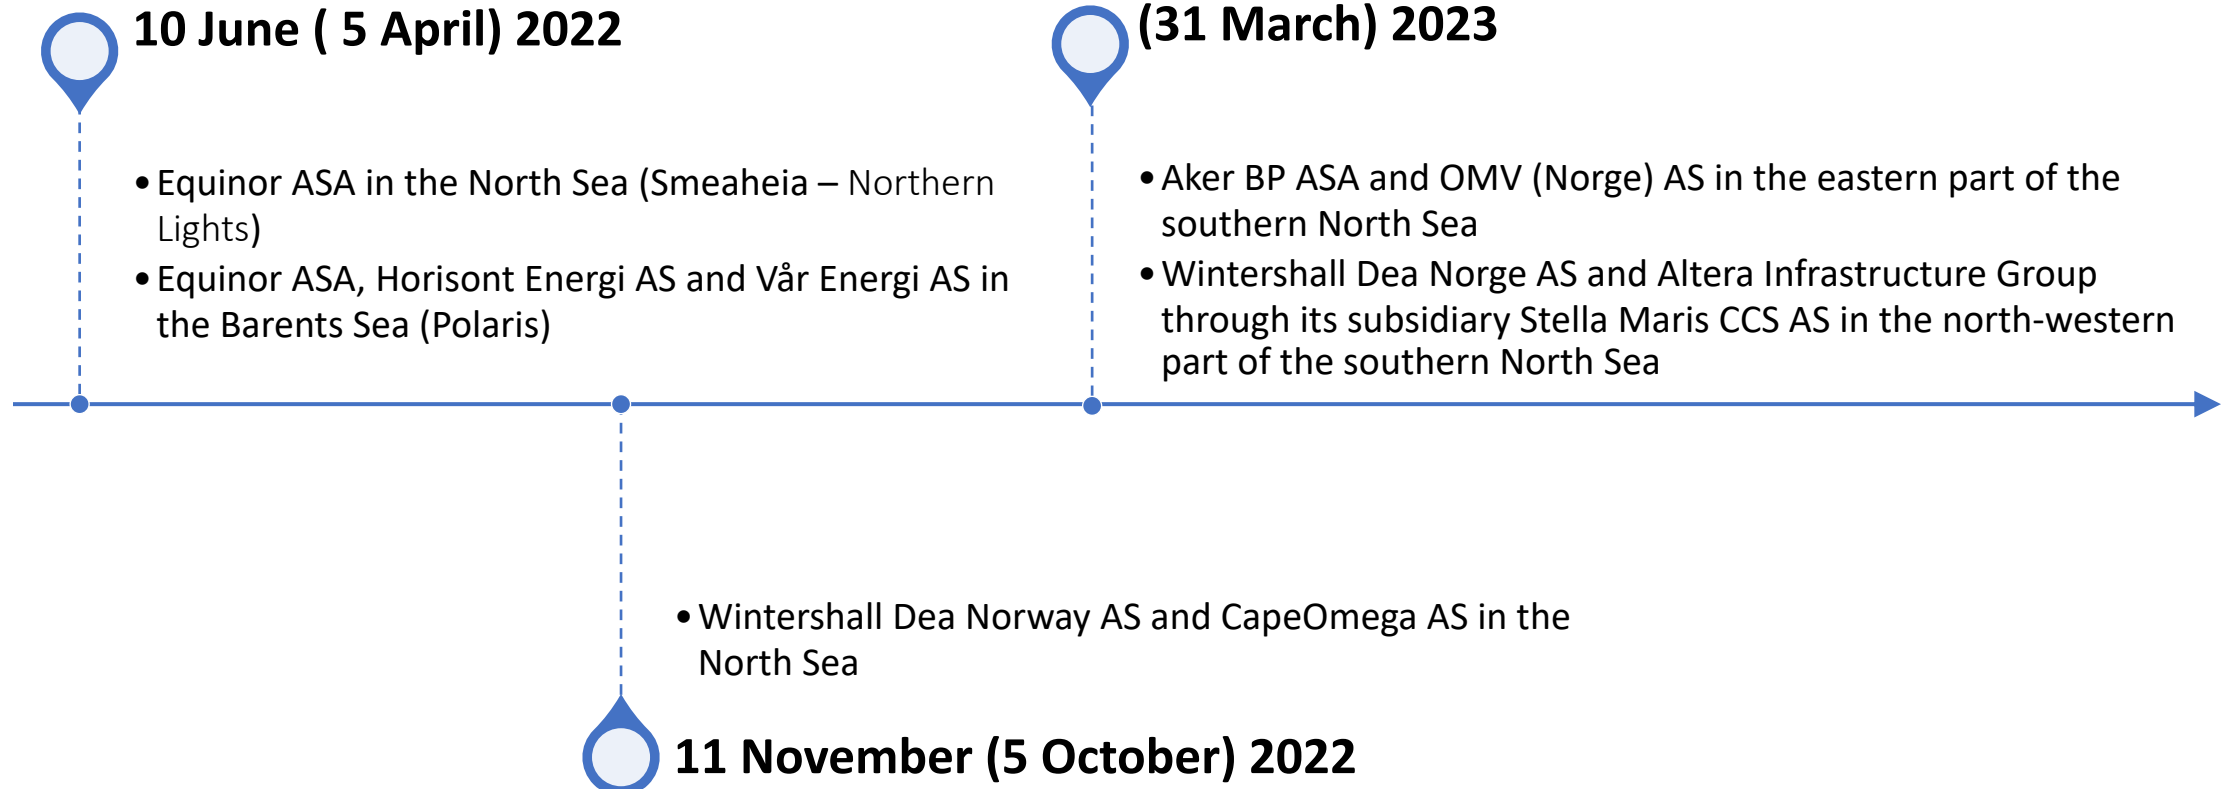 10 June ( 5 April) 2022
• Equinor ASA in the North Sea (Smeaheia – Northern
Lights)
• Equinor ASA, Horisont Energi AS and Vår Energi AS in
the Barents Sea (Polaris)
(31 March) 2023
• Aker BP ASA and OMV (Norge) AS in the eastern part of the
southern North Sea
• Wintershall Dea Norge AS and Altera Infrastructure Group
through its subsidiary Stella Maris CCS AS in the north-western
part of the southern North Sea
• Wintershall Dea Norway AS and CapeOmega AS in the
North Sea
11 November (5 October) 2022